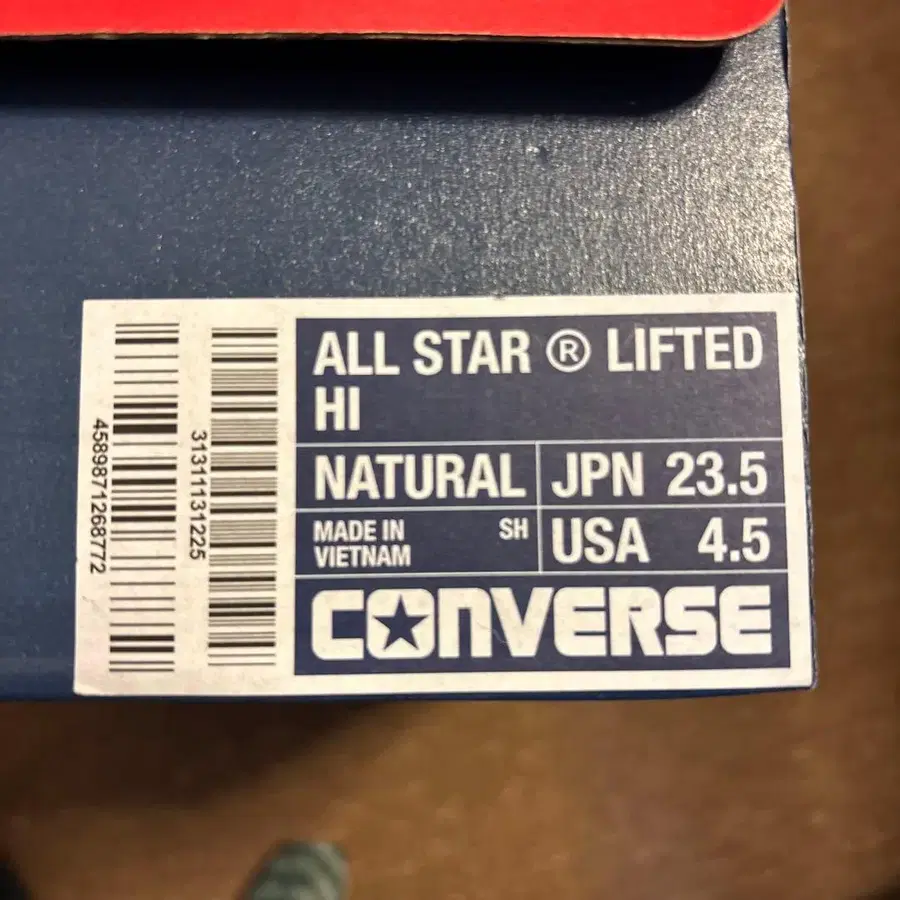 ALL STAR ® LIFTED
HI
NATURAL
JPN 23.5
MADE IN
VIETNAM
SH
USA 4.5
CONVERSE
4589871268772
31311131225